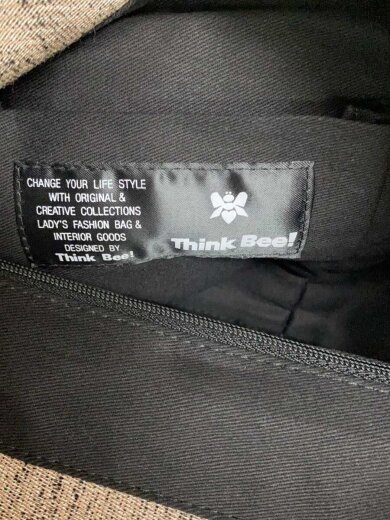 CHANGE YOUR LIFE STYLE
WITH ORIGINAL &
CREATIVE COLLECTIONS
LADY'S FASHION BAG &
INTERIOR GOODS
DESIGNED BY
Think Bee!
Think Bee!